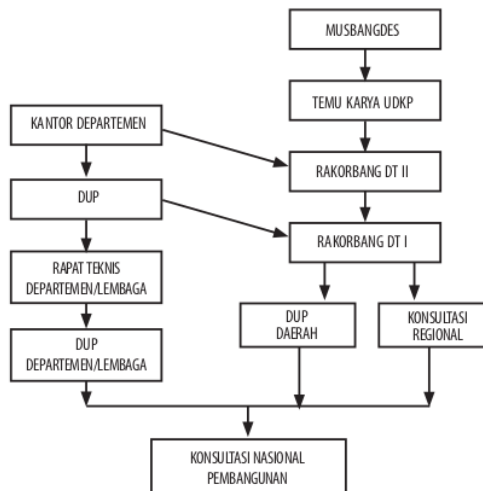 MUSBANGDES
TEMU KARYA UDKP
KANTOR DEPARTEMEN
RAKORBANG DT II
DUP
RAKORBANG DT I
RAPAT TEKNIS
DEPARTEMEN/LEMBAGA
DUP
DAERAH
KONSULTASI
REGIONAL
DUP
DEPARTEMEN/LEMBAGA
KONSULTASI NASIONAL
PEMBANGUNAN